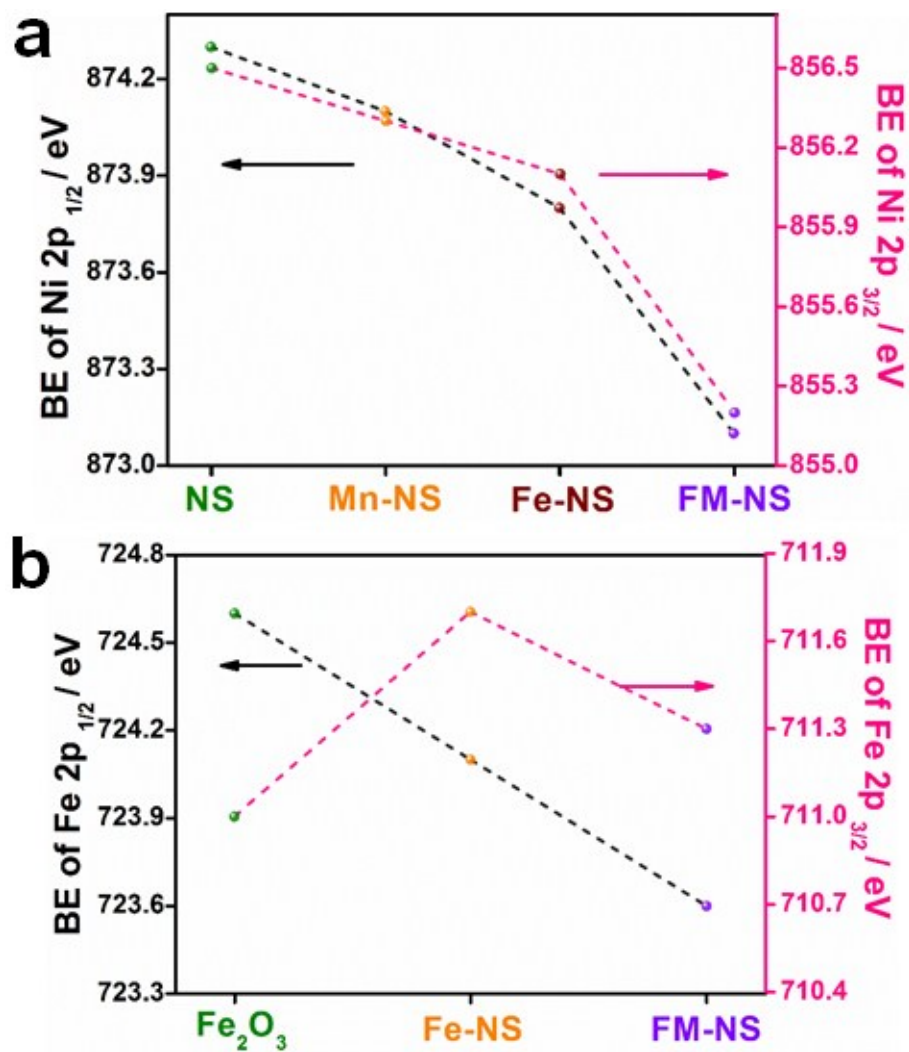 a
BE of Ni 2p 1/2 / eV
874.2
873.9
873.6
873.3
873.0
856.5
856.2
855.9
855.6
855.3
855.0
BE of Ni 2p 3/2 / eV
NS Mn-NS Fe-NS FM-NS
b
BE of Fe 2p 1/2 / eV
724.8
724.5
724.2
723.9
723.6
723.3
711.9
711.6
711.3
711.0
710.7
710.4
BE of Fe 2p 3/2 / eV
Fe2O3 Fe-NS FM-NS